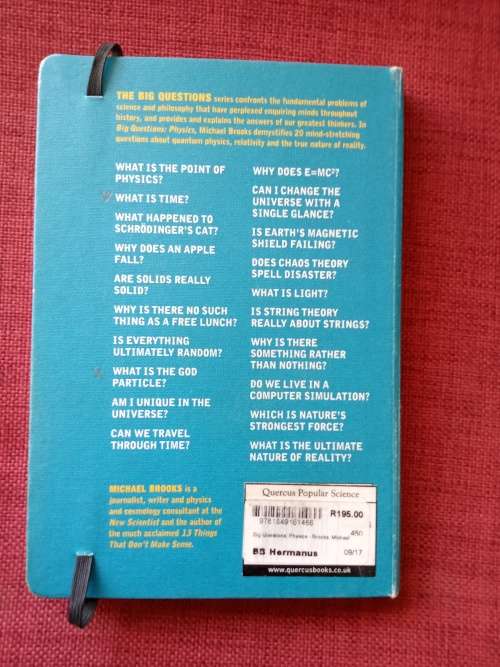 THE BIG QUESTIONS series confronts the fundamental problems of
science and philosophy that have perplexed enquiring minds throughout
history, and provides and explains the answers of our greatest thinkers. In
Big Questions: Physics, Michael Brooks demystifies 20 mind-stretching
questions about quantum physics, relativity and the true nature of reality.
WHAT IS THE POINT OF
PHYSICS?
WHAT IS TIME?
WHAT HAPPENED TO
SCHRÖDINGER'S CAT?
WHY DOES AN APPLE
FALL?
ARE SOLIDS REALLY
SOLID?
WHY IS THERE NO SUCH
THING AS A FREE LUNCH?
IS EVERYTHING
ULTIMATELY RANDOM?
WHAT IS THE GOD
PARTICLE?
AM I UNIQUE IN THE
UNIVERSE?
CAN WE TRAVEL
THROUGH TIME?
WHY DOES E=MC²?
CAN I CHANGE THE
UNIVERSE WITH A
SINGLE GLANCE?
IS EARTH'S MAGNETIC
SHIELD FAILING?
DOES CHAOS THEORY
SPELL DISASTER?
WHAT IS LIGHT?
IS STRING THEORY
REALLY ABOUT STRINGS?
WHY IS THERE
SOMETHING RATHER
THAN NOTHING?
DO WE LIVE IN A
COMPUTER SIMULATION?
WHICH IS NATURE'S
STRONGEST FORCE?
WHAT IS THE ULTIMATE
NATURE OF REALITY?
MICHAEL BROOKS is a
journalist, writer and physics
and cosmology consultant at the
New Scientist and the author of
the much acclaimed 13 Things
That Don't Make Sense.
Quercus Popular Science
R195.00
9781849161466
450
Physics Brooks, Michael
BB Hermanus 09/17
www.quercusbooks.co.uk